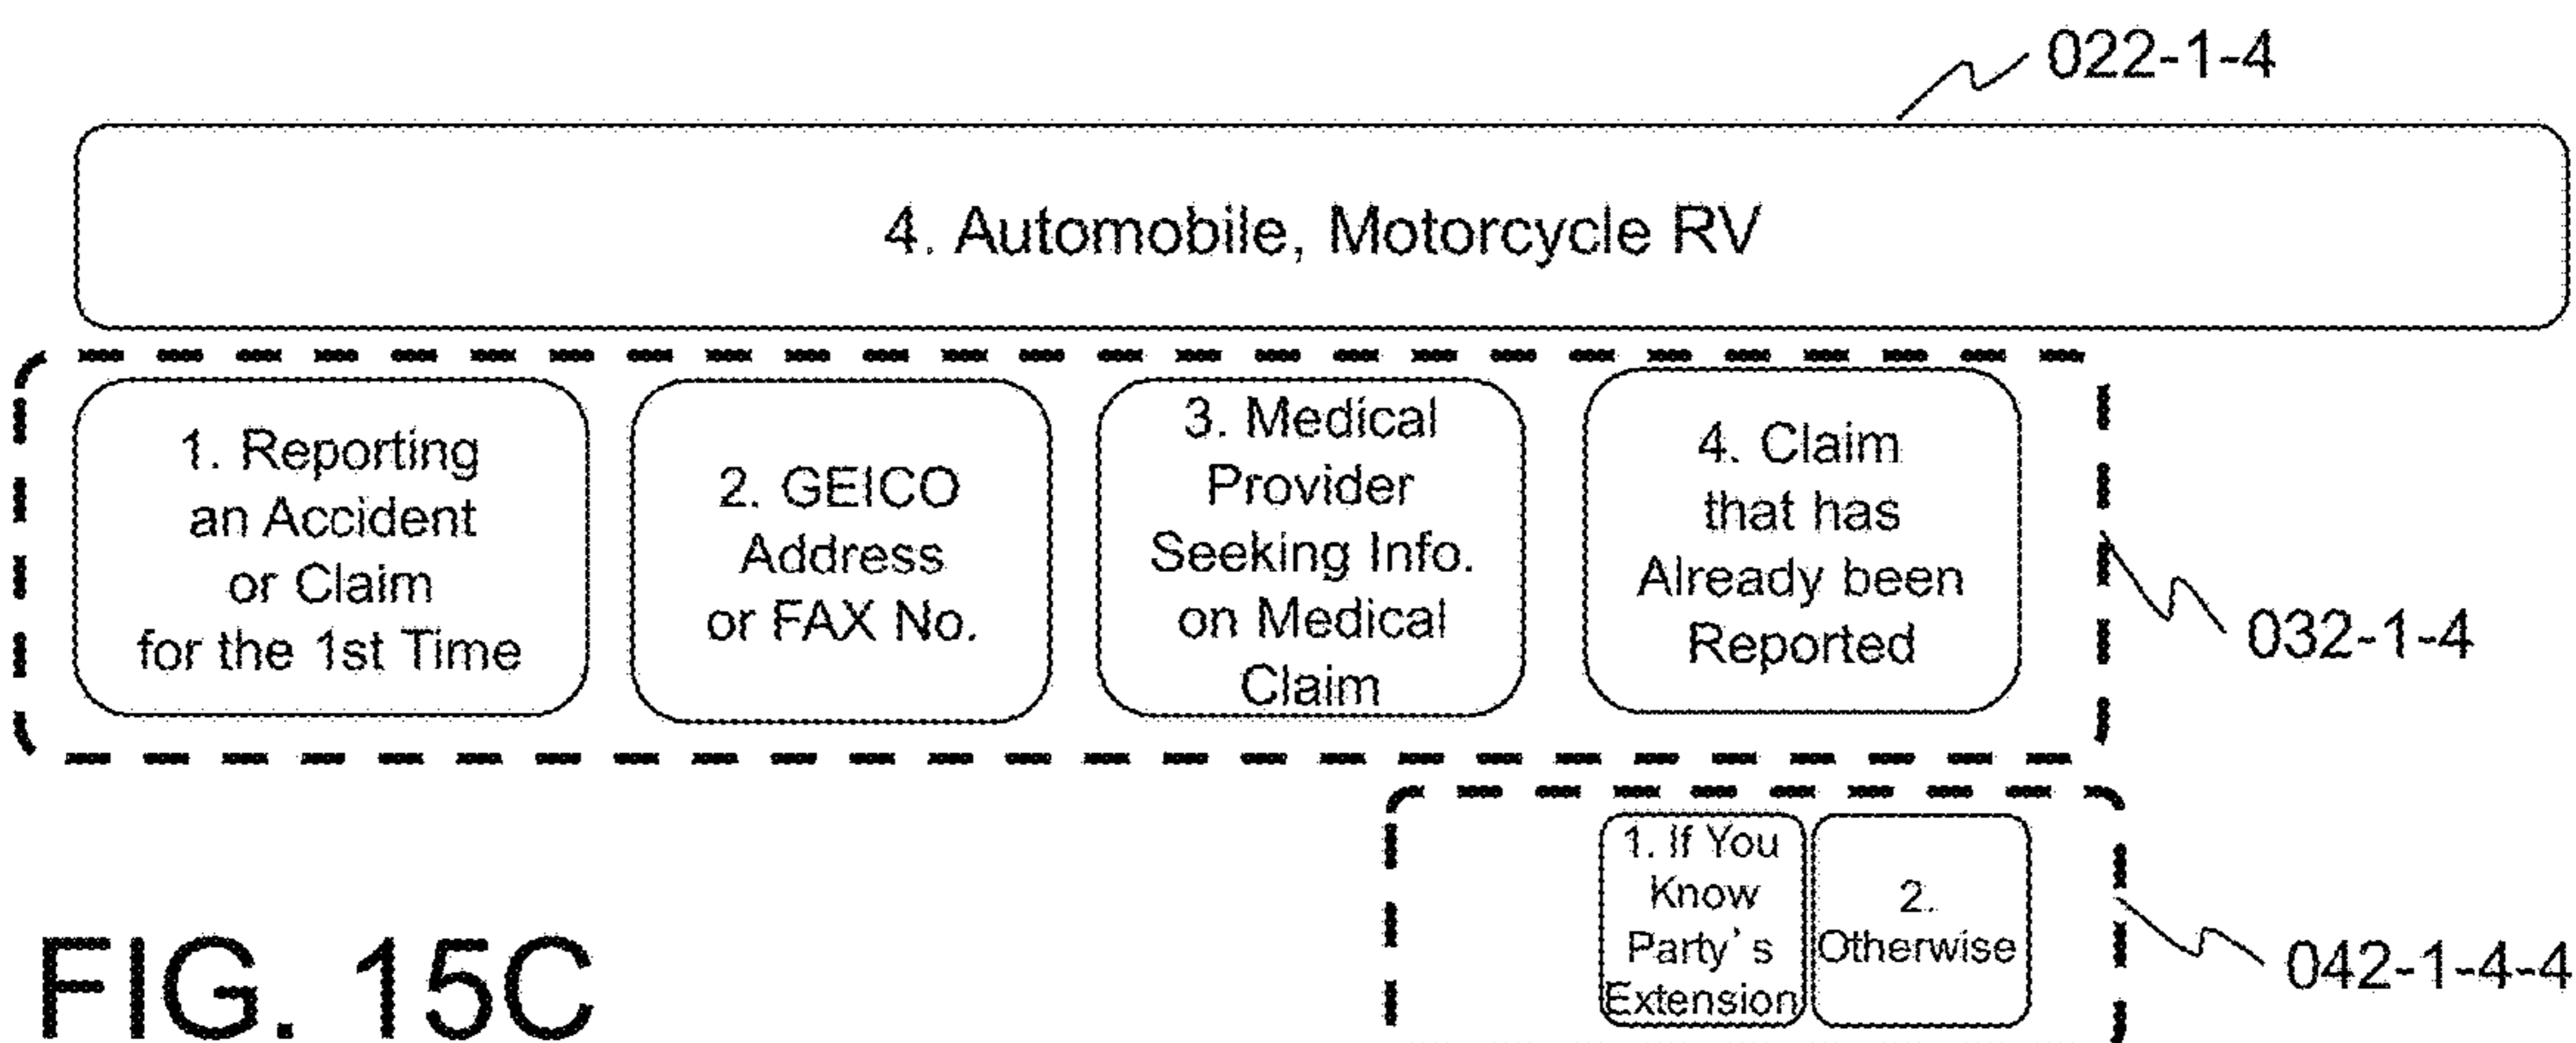 022-1-4
4. Automobile, Motorcycle RV
1. Reporting
an Accident
or Claim
for the 1st Time
2. GEICO
Address
or FAX No.
3. Medical
Provider
Seeking Info.
on Medical
Claim
4. Claim
that has
Already been
Reported
032-1-4
1. If You
Know
Party's
Extension
2.
Otherwise
042-1-4-4
FIG. 15C